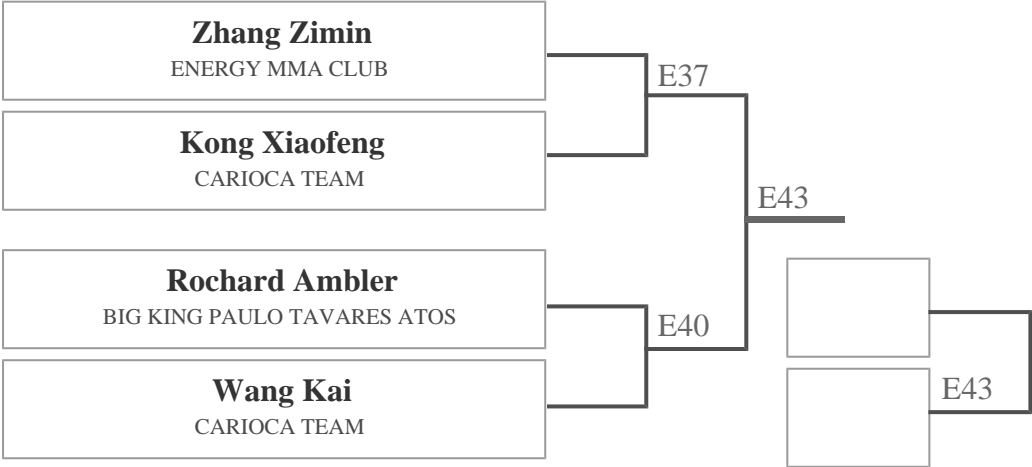 Zhang Zimin
ENERGY MMA CLUB
E37
Kong Xiaofeng
CARIOCA TEAM
E43
Rochard Ambler
BIG KING PAULO TAVARES ATOS
E40
Wang Kai
CARIOCA TEAM
E43